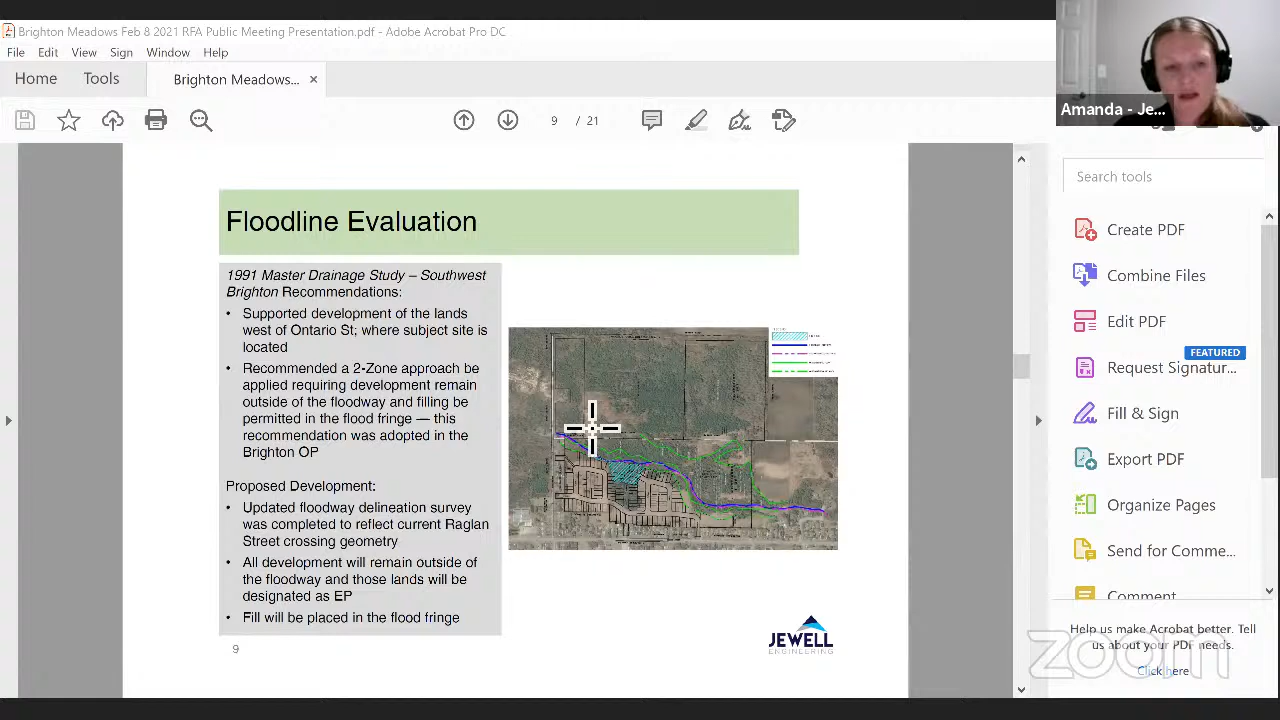 Brighton Meadows Feb 8 2021 RFA Public Meeting Presentation.pdf - Adobe Acrobat Pro DC
File Edit View Sign Window Help
Home Tools Brighton Meadows... ×
9 / 21
Amanda - Je...
Search tools
Create PDF
Combine Files
Edit PDF
FEATURED
Request Signatur...
Fill & Sign
Export PDF
Organize Pages
Send for Comme...
Comment
Help us make Acrobat better. Tell
us about your PDF needs.
Click here
zoom
Floodline Evaluation
1991 Master Drainage Study – Southwest
Brighton Recommendations:
• Supported development of the lands
west of Ontario St; where subject site is
located
• Recommended a 2-Zone approach be
applied requiring development remain
outside of the floodway and filling be
permitted in the flood fringe — this
recommendation was adopted in the
Brighton OP
Proposed Development:
• Updated floodway delineation survey
was completed to reflect current Raglan
Street crossing geometry
• All development will remain outside of
the floodway and those lands will be
designated as EP
• Fill will be placed in the flood fringe
JEWELL
ENGINEERING
9